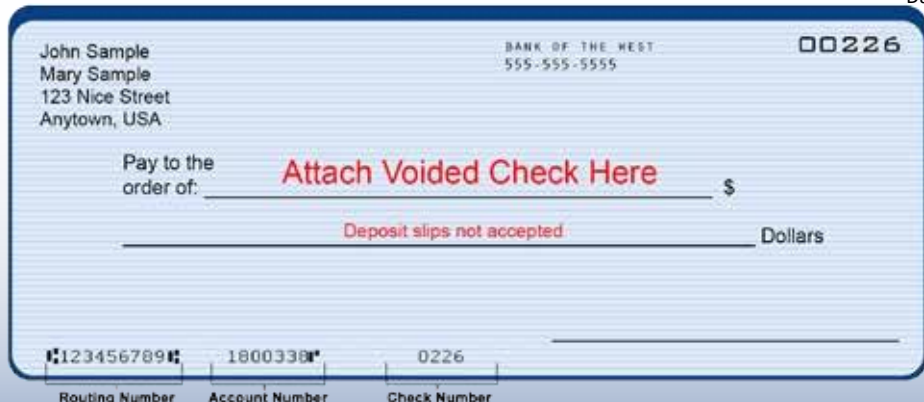 John Sample
Mary Sample
123 Nice Street
Anytown, USA
BANK OF THE WEST
555-555-5555
00226
Pay to the
order of: Attach Voided Check Here $
Deposit slips not accepted Dollars
⑆123456789⑆ 1800338⑈ 0226
Routing Number Account Number Check Number